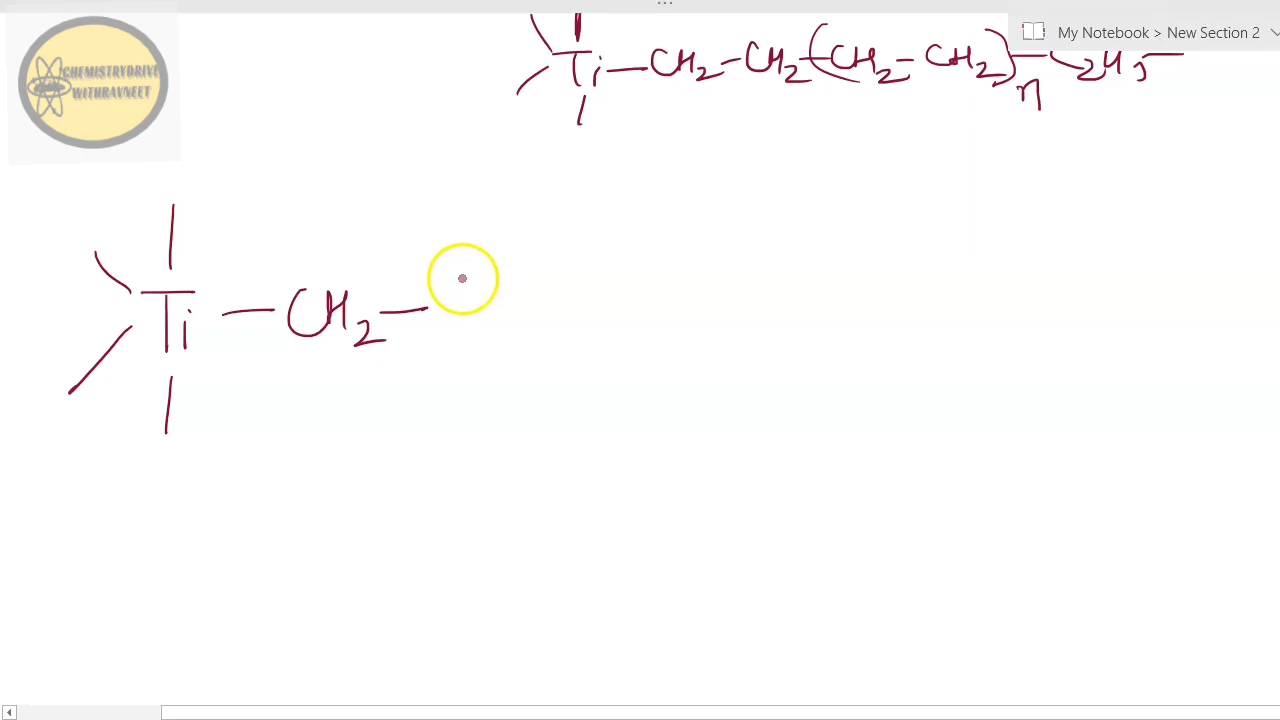 CHEMISTRYDRIVE
WITHRAVNEET
My Notebook > New Section 2
Ti—CH2—CH2—(CH2—CH2)n—C2H5
Ti—CH2—